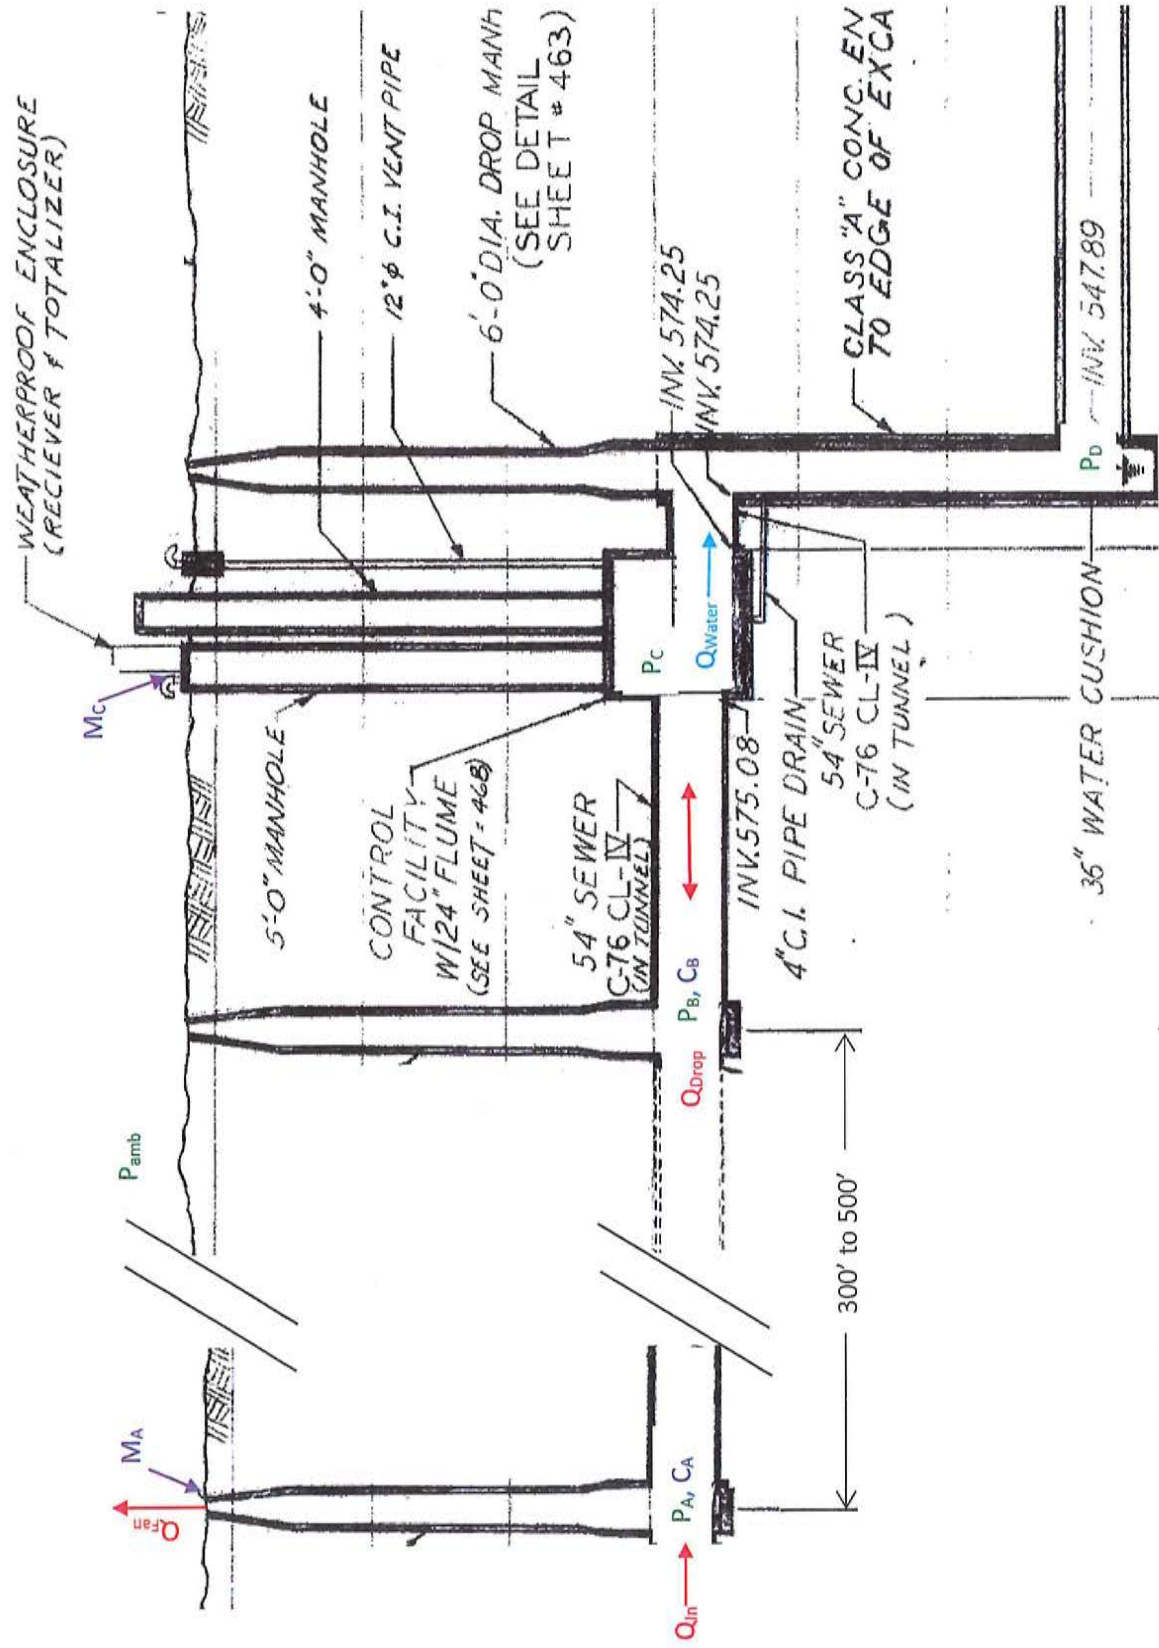 WEATHERPROOF ENCLOSURE
(RECIEVER & TOTALIZER)
MC
4'-0" MANHOLE
12"ϕ C.I. VENT PIPE
6'-0" DIA. DROP MANH
(SEE DETAIL
SHEET # 463)
5'-0" MANHOLE
CONTROL
FACILITY
W/24" FLUME
(SEE SHEET # 468)
54" SEWER
C-76 CL-IV
(IN TUNNEL)
INV. 574.25
INV. 574.25
CLASS "A" CONC. EN
TO EDGE OF EXCA
Pamb
MA
QFan
QIn
PA, CA
QDrop
PB, CB
PC
QWater
INV. 575.08
4" C.I. PIPE DRAIN
54" SEWER
C-76 CL-IV
(IN TUNNEL)
PD
INV. 547.89
36" WATER CUSHION
300' to 500'